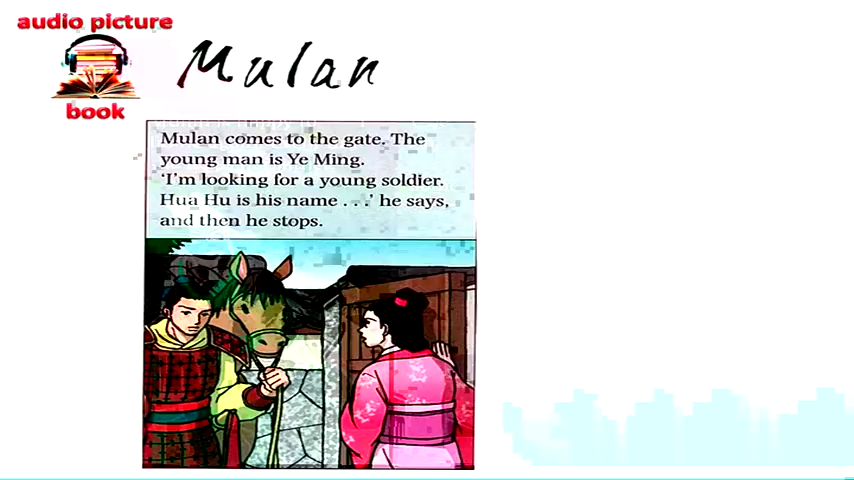 audio picture
book
Mulan
Mulan comes to the gate. The
young man is Ye Ming.
'I'm looking for a young soldier.
Hua Hu is his name . . .' he says,
and then he stops.